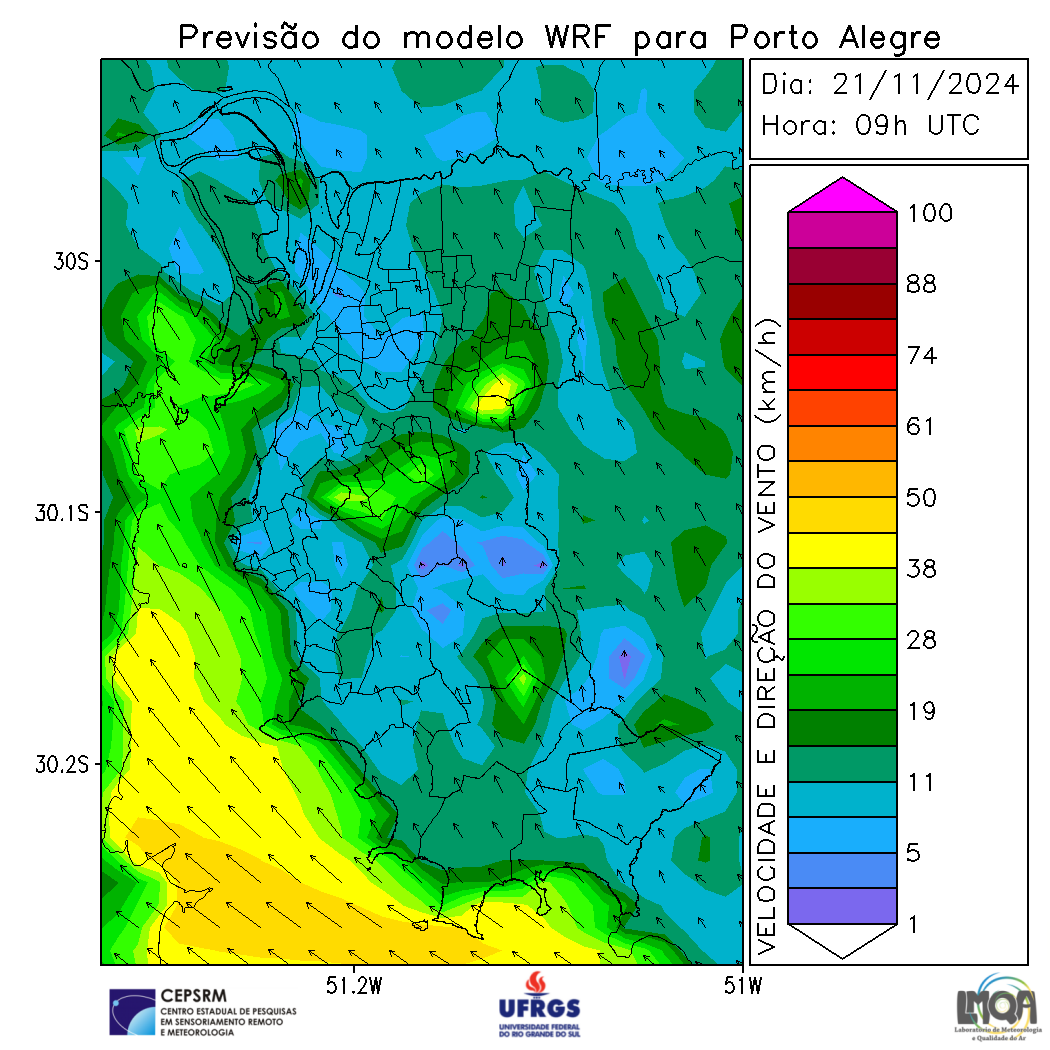 Previsão do modelo WRF para Porto Alegre
Dia: 21/11/2024
Hora: 09h UTC
30S
30.1S
30.2S
51.2W
51W
VELOCIDADE E DIREÇÃO DO VENTO (km/h)
100
88
74
61
50
38
28
19
11
5
1
CEPSRM
CENTRO ESTADUAL DE PESQUISAS
EM SENSORIAMENTO REMOTO
E METEOROLOGIA
UFRGS
UNIVERSIDADE FEDERAL
DO RIO GRANDE DO SUL
LMQA
Laboratório de Meteorologia
e Qualidade do Ar